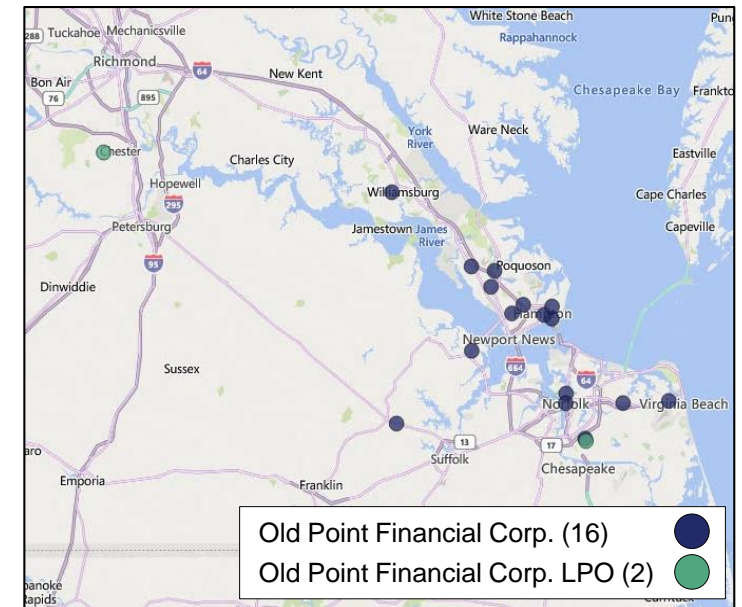 White Stone Beach
Rappahannock
288
Tuckahoe
Mechanicsville
Richmond
64
New Kent
Chesapeake Bay
Bon Air
76
895
York
River
Ware Neck
Chester
Charles City
Eastville
Hopewell
295
Williamsburg
Cape Charles
Petersburg
Jamestown
James
River
Capeville
95
Poquoson
Dinwiddie
Hampton
Newport News
664
Sussex
64
Norfolk
Virginia Beach
13
17
Suffolk
Chesapeake
Emporia
Franklin
Old Point Financial Corp. (16)
Old Point Financial Corp. LPO (2)